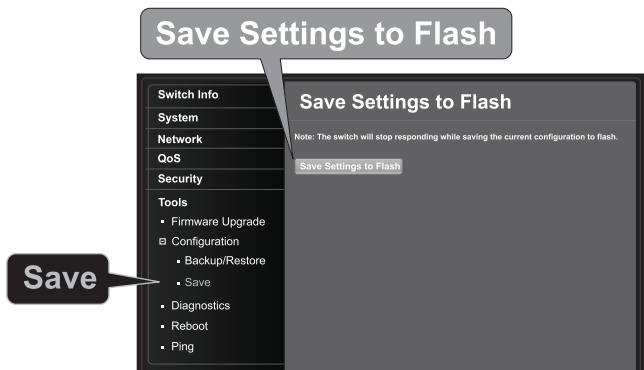 Save Settings to Flash
Switch Info
System
Network
QoS
Security
Tools
Firmware Upgrade
Configuration
Backup/Restore
Save
Diagnostics
Reboot
Ping
Save
Save Settings to Flash
Note: The switch will stop responding while saving the current configuration to flash.
Save Settings to Flash